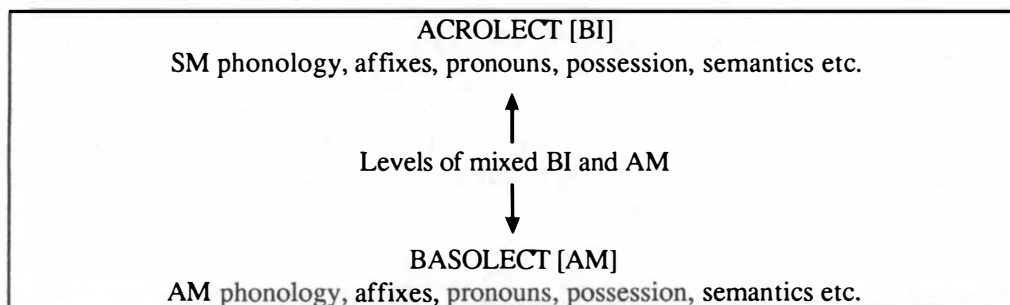 ACROLECT [BI]
SM phonology, affixes, pronouns, possession, semantics etc.
Levels of mixed BI and AM
BASOLECT [AM]
AM phonology, affixes, pronouns, possession, semantics etc.